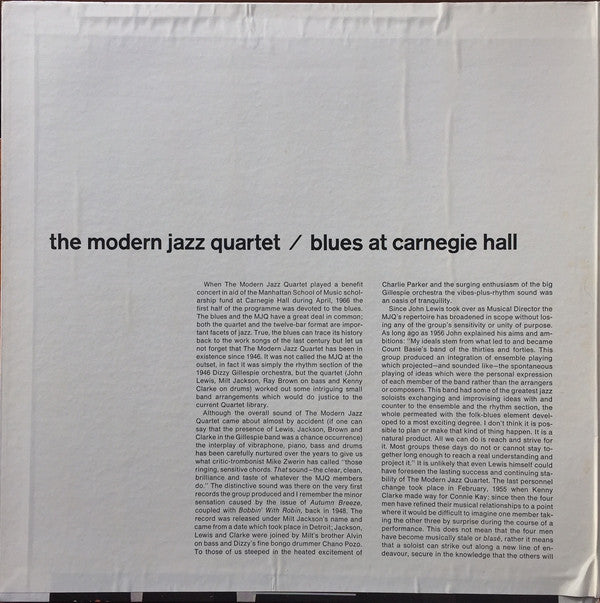 the modern jazz quartet / blues at carnegie hall
When The Modern Jazz Quartet played a benefit
concert in aid of the Manhattan School of Music schol-
arship fund at Carnegie Hall during April, 1966 the
first half of the programme was devoted to the blues.
The blues and the MJQ have a great deal in common;
both the quartet and the twelve-bar format are impor-
tant facets of jazz. True, the blues can trace its history
back to the work songs of the last century but let us
not forget that The Modern Jazz Quartet has been in
existence since 1946. It was not called the MJQ at the
outset, in fact it was simply the rhythm section of the
1946 Dizzy Gillespie orchestra, but the quartet (John
Lewis, Milt Jackson, Ray Brown on bass and Kenny
Clarke on drums) worked out some intriguing small
band arrangements which would do justice to the
current Quartet library.
Although the overall sound of The Modern Jazz
Quartet came about almost by accident (if one can
say that the presence of Lewis, Jackson, Brown and
Clarke in the Gillespie band was a chance occurrence)
the interplay of vibraphone, piano, bass and drums
has been carefully nurtured over the years to give us
what critic-trombonist Mike Zwerin has called "those
ringing, sensitive chords. That sound–the clear, clean,
brilliance and taste of whatever the MJQ members
do." The distinctive sound was there on the very first
records the group produced and I remember the minor
sensation caused by the issue of Autumn Breeze,
coupled with Bobbin' With Robin, back in 1948. The
record was released under Milt Jackson's name and
came from a date which took place in Detroit; Jackson,
Lewis and Clarke were joined by Milt's brother Alvin
on bass and Dizzy's fine bongo drummer Chano Pozo.
To those of us steeped in the heated excitement of
Charlie Parker and the surging enthusiasm of the big
Gillespie orchestra the vibes-plus-rhythm sound was
an oasis of tranquility.
Since John Lewis took over as Musical Director the
MJQ's repertoire has broadened in scope without los-
ing any of the group's sensitivity or unity of purpose.
As long ago as 1956 John explained his aims and am-
bitions: "My ideals stem from what led to and became
Count Basie's band of the thirties and forties. This
group produced an integration of ensemble playing
which projected–and sounded like–the spontaneous
playing of ideas which were the personal expression
of each member of the band rather than the arrangers
or composers. This band had some of the greatest jazz
soloists exchanging and improvising ideas with and
counter to the ensemble and the rhythm section, the
whole permeated with the folk-blues element devel-
oped to a most exciting degree. I don't think it is pos-
sible to plan or make that kind of thing happen. It is a
natural product. All we can do is reach and strive for
it. Most groups these days do not or cannot stay to-
gether long enough to reach a real understanding and
project it." It is unlikely that even Lewis himself could
have foreseen the lasting success and continuing sta-
bility of The Modern Jazz Quartet. The last personnel
change took place in February, 1955 when Kenny
Clarke made way for Connie Kay; since then the four
men have refined their musical relationships to a point
where it would be difficult to imagine one member tak-
ing the other three by surprise during the course of a
performance. This does not mean that the four men
have become musically stale or blasé, rather it means
that a soloist can strike out along a new line of en-
deavour, secure in the knowledge that the others will